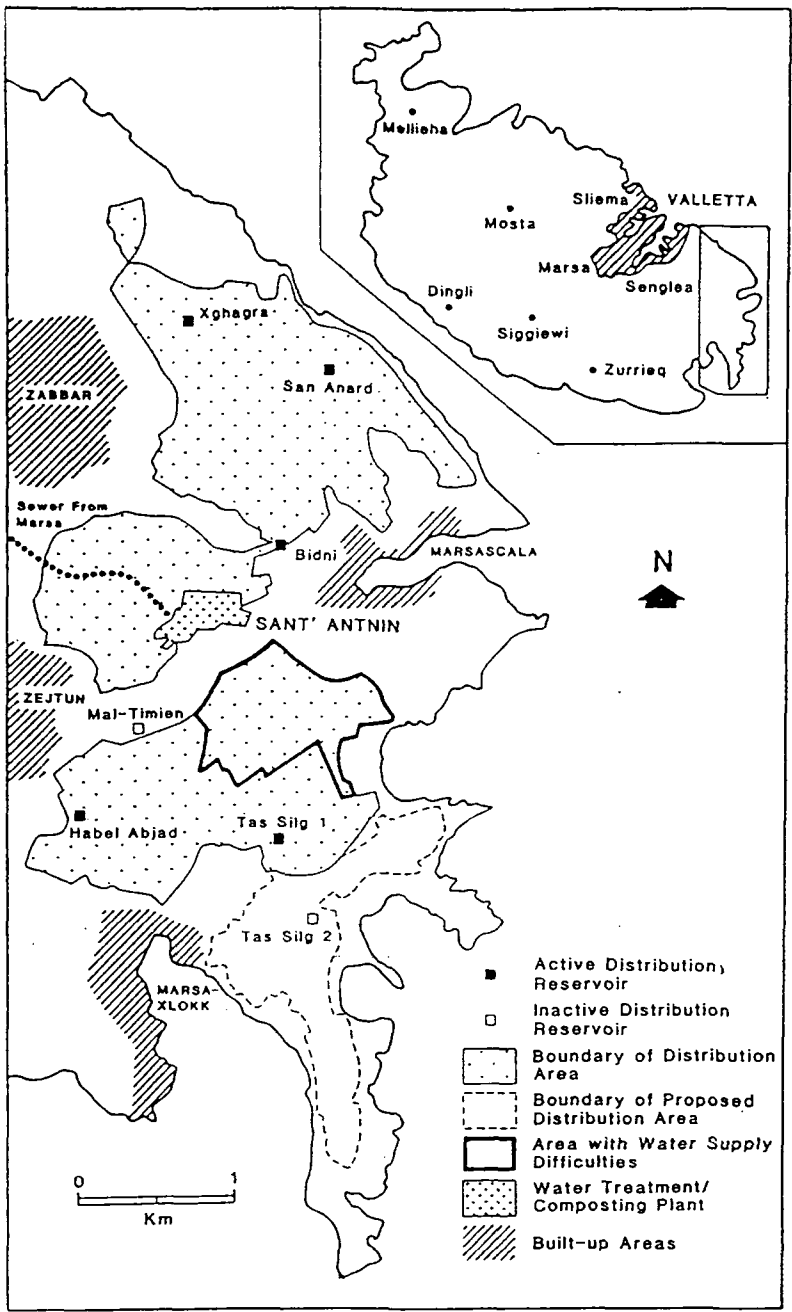 Mellieha
Sliema
VALLETTA
Mosta
Marsa
Senglea
Dingli
Siggiewi
Zurrieq
Xghagra
San Anard
ZABBAR
Sewer From
Marsa
Bidni
MARSASCALA
N
SANT' ANTNIN
ZEJTUN
Mal-Timien
Habel Abjad
Tas Silg 1
Tas Silg 2
MARSA-
XLOKK
Active Distribution
Reservoir
Inactive Distribution
Reservoir
Boundary of Distribution
Area
Boundary of Proposed
Distribution Area
Area with Water Supply
Difficulties
Water Treatment/
Composting Plant
Built-up Areas
0 1
Km